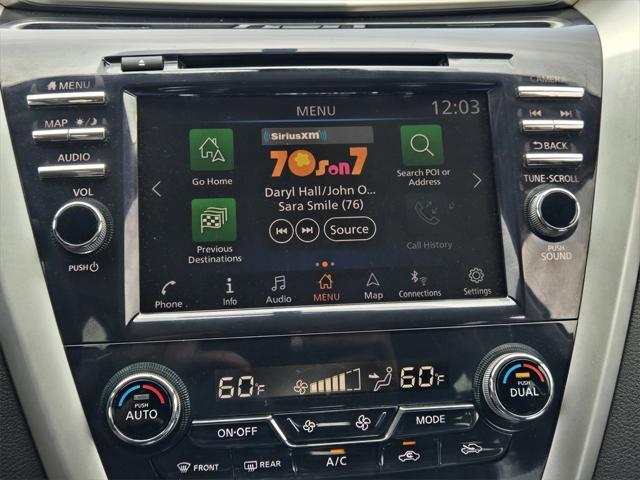 MENU
CAMERA
MENU
12:03
MAP
SiriusXM
70s on 7
BACK
AUDIO
Go Home
Search POI or
Address
Daryl Hall/John O...
Sara Smile (76)
TUNE·SCROLL
VOL
Source
Previous
Destinations
Call History
PUSH
PUSH
SOUND
Phone
Info
Audio
MENU
Map
Connections
Settings
60°F
60°F
PUSH
AUTO
PUSH
DUAL
ON·OFF
MODE
FRONT
REAR
A/C